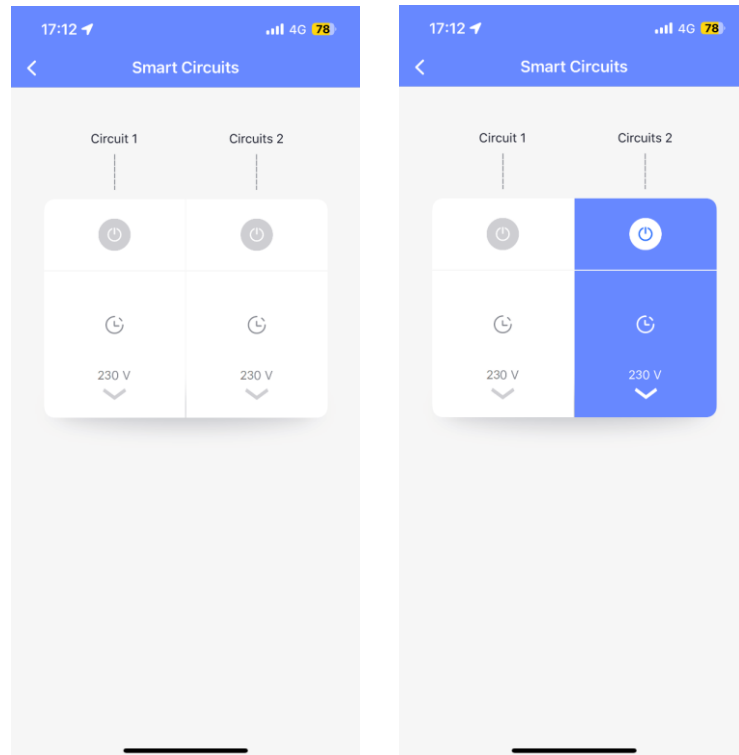 17:12 4G 78
Smart Circuits
Circuit 1 Circuits 2
230 V 230 V
17:12 4G 78
Smart Circuits
Circuit 1 Circuits 2
230 V 230 V